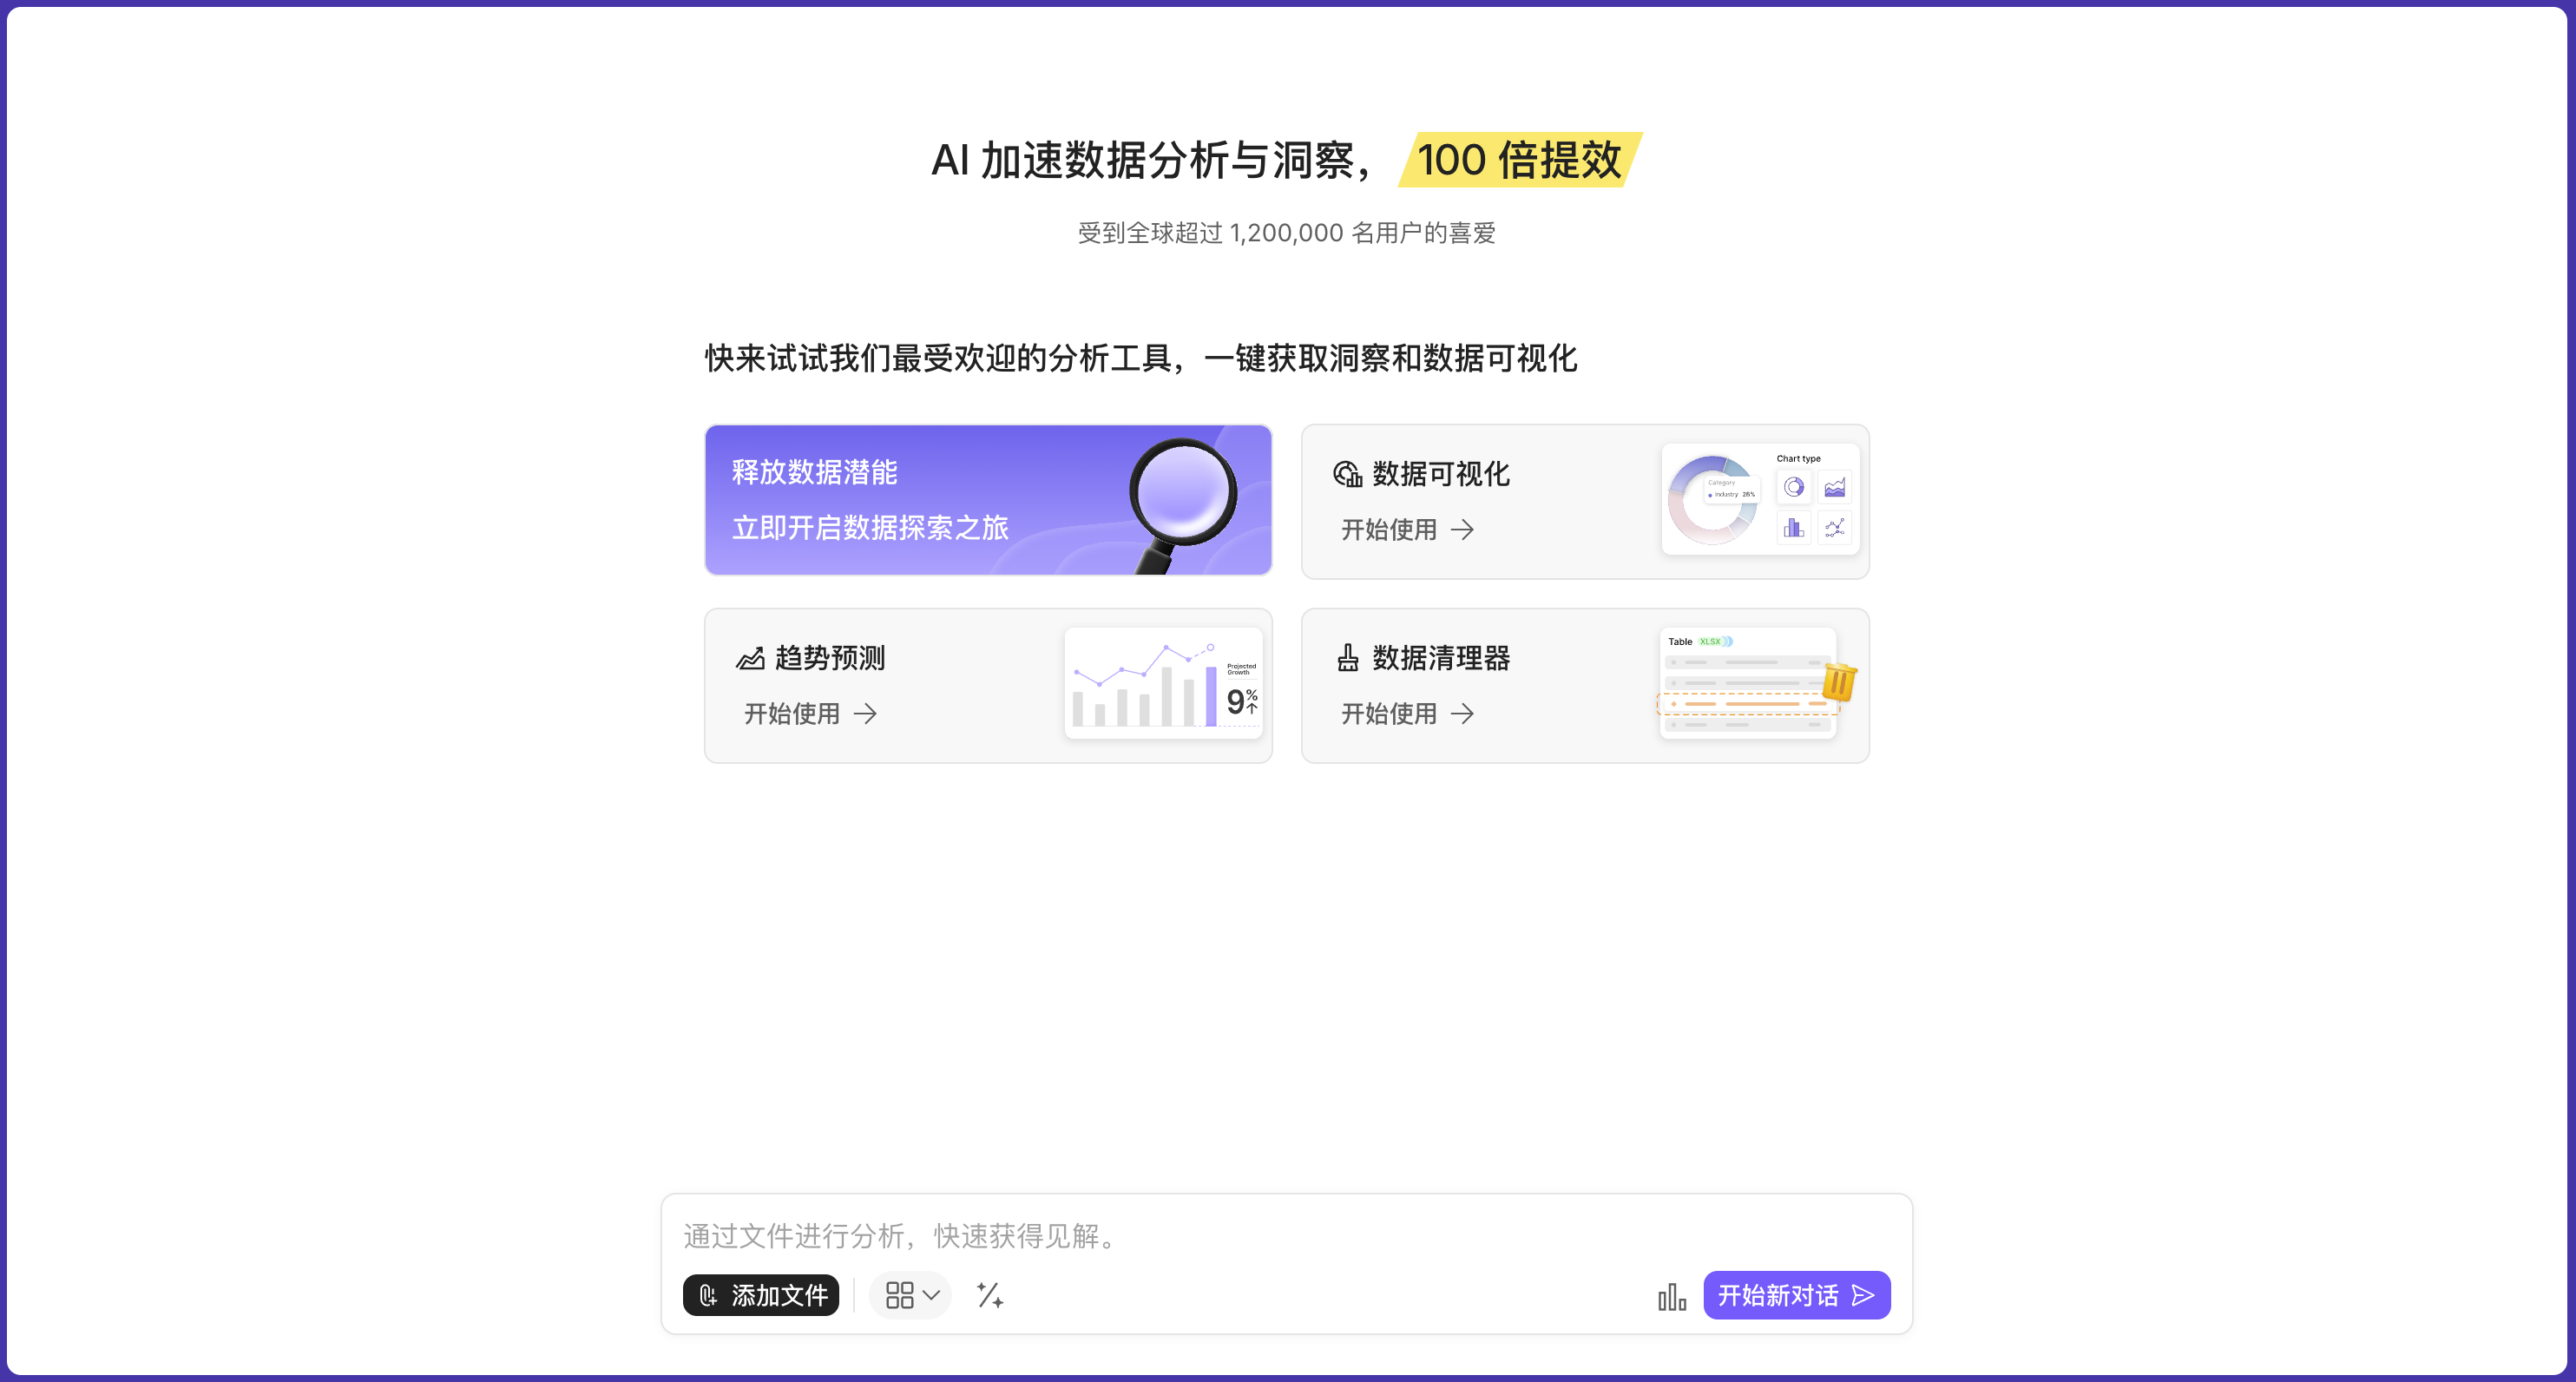 AI 加速数据分析与洞察，100 倍提效
受到全球超过 1,200,000 名用户的喜爱
快来试试我们最受欢迎的分析工具，一键获取洞察和数据可视化
释放数据潜能
立即开启数据探索之旅
数据可视化
开始使用
Chart type
Category
Industry 28%
趋势预测
开始使用
Projected
Growth
9%
数据清理器
开始使用
Table XLSX
通过文件进行分析，快速获得见解。
添加文件
开始新对话